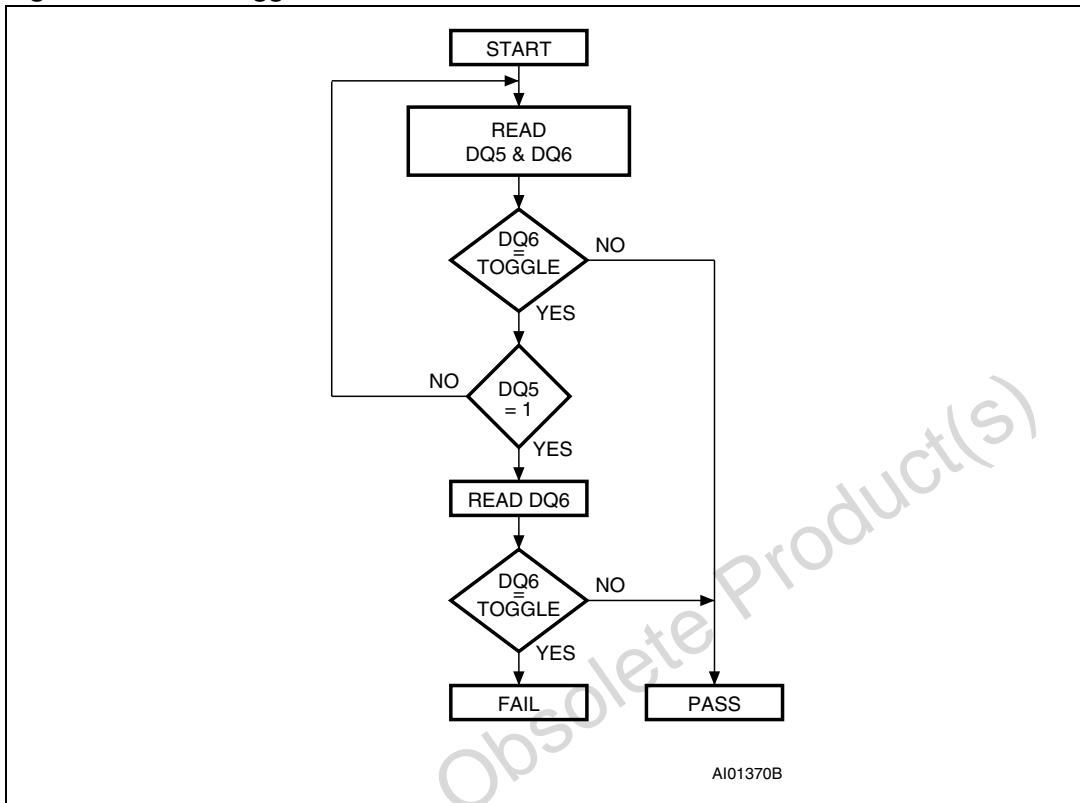 START
READ
DQ5 & DQ6
DQ6
=
TOGGLE
NO
YES
NO
DQ5
= 1
YES
READ DQ6
DQ6
=
TOGGLE
NO
YES
FAIL
PASS
Obsolete Product(s)
AI01370B